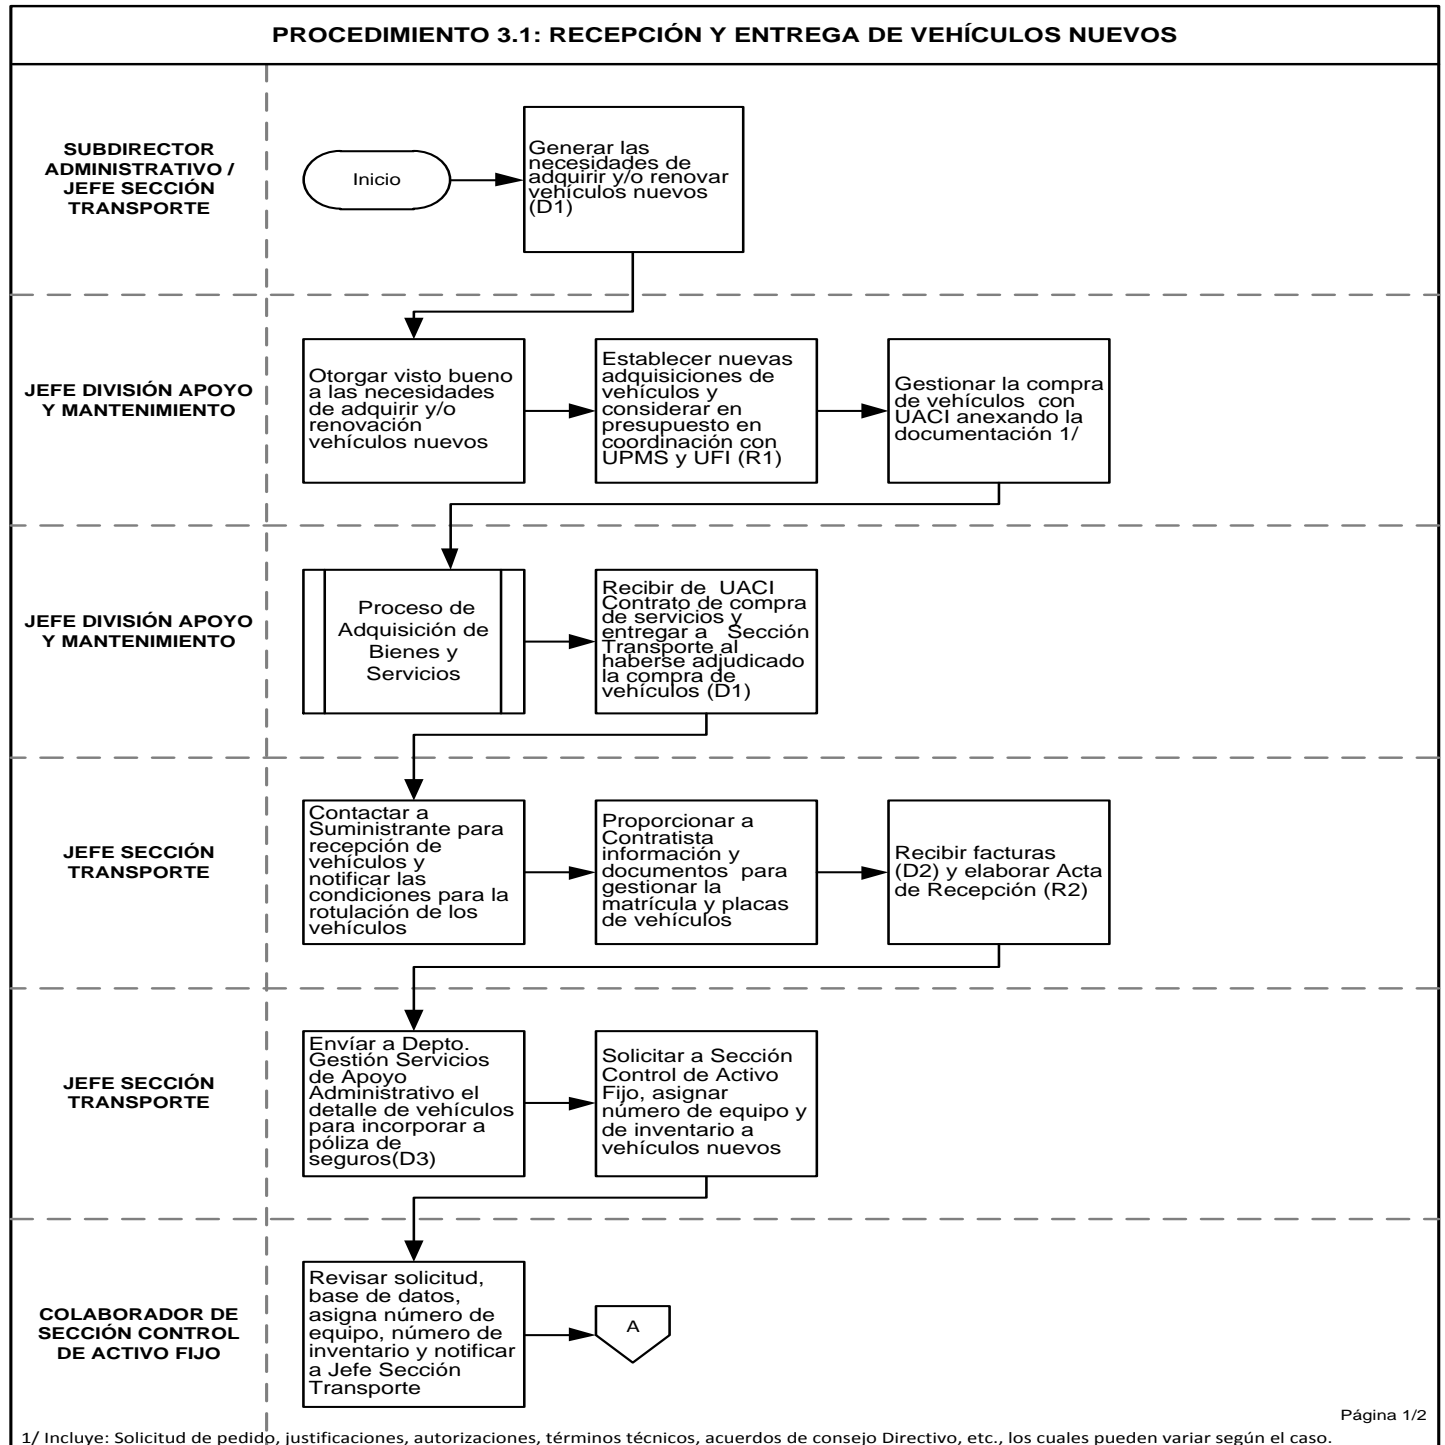 PROCEDIMIENTO 3.1: RECEPCIÓN Y ENTREGA DE VEHÍCULOS NUEVOS
SUBDIRECTOR
ADMINISTRATIVO /
JEFE SECCIÓN
TRANSPORTE
Inicio
Generar las
necesidades de
adquirir y/o renovar
vehículos nuevos
(D1)
JEFE DIVISIÓN APOYO
Y MANTENIMIENTO
Otorgar visto bueno
a las necesidades
de adquirir y/o
renovación
vehículos nuevos
Establecer nuevas
adquisiciones de
vehículos y
considerar en
presupuesto en
coordinación con
UPMS y UFI (R1)
Gestionar la compra
de vehículos con
UACI anexando la
documentación 1/
JEFE DIVISIÓN APOYO
Y MANTENIMIENTO
Proceso de
Adquisición de
Bienes y
Servicios
Recibir de UACI
Contrato de compra
de servicios y
entregar a Sección
Transporte al
haberse adjudicado
la compra de
vehículos (D1)
JEFE SECCIÓN
TRANSPORTE
Contactar a
Suministrante para
recepción de
vehículos y
notificar las
condiciones para la
rotulación de los
vehículos
Proporcionar a
Contratista
información y
documentos para
gestionar la
matrícula y placas
de vehículos
Recibir facturas
(D2) y elaborar Acta
de Recepción (R2)
JEFE SECCIÓN
TRANSPORTE
Envíar a Depto.
Gestión Servicios
de Apoyo
Administrativo el
detalle de vehículos
para incorporar a
póliza de
seguros(D3)
Solicitar a Sección
Control de Activo
Fijo, asignar
número de equipo y
de inventario a
vehículos nuevos
COLABORADOR DE
SECCIÓN CONTROL
DE ACTIVO FIJO
Revisar solicitud,
base de datos,
asigna número de
equipo, número de
inventario y notificar
a Jefe Sección
Transporte
A
Página 1/2
1/ Incluye: Solicitud de pedido, justificaciones, autorizaciones, términos técnicos, acuerdos de consejo Directivo, etc., los cuales pueden variar según el caso.